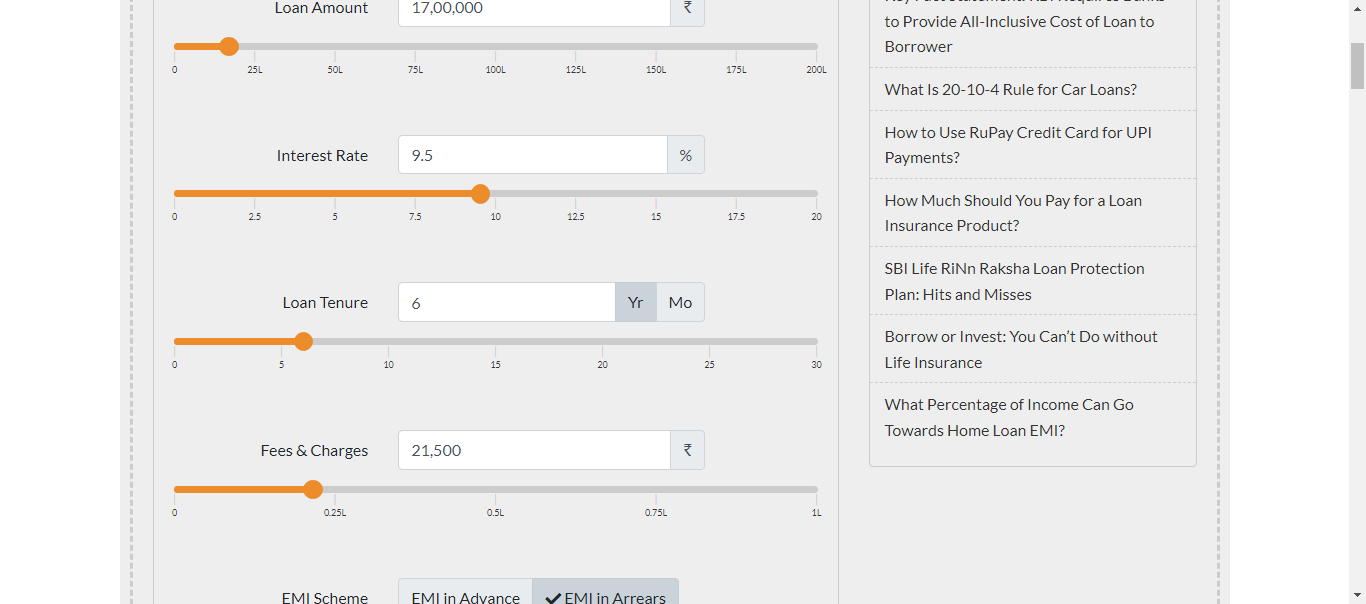 Loan Amount 17,00,000 ₹
0 25L 50L 75L 100L 125L 150L 175L 200L
Interest Rate 9.5 %
0 2.5 5 7.5 10 12.5 15 17.5 20
Loan Tenure 6 Yr Mo
0 5 10 15 20 25 30
Fees & Charges 21,500 ₹
0 0.25L 0.5L 0.75L 1L
EMI Scheme EMI in Advance EMI in Arrears
to Provide All-Inclusive Cost of Loan to
Borrower
What Is 20-10-4 Rule for Car Loans?
How to Use RuPay Credit Card for UPI
Payments?
How Much Should You Pay for a Loan
Insurance Product?
SBI Life RiNn Raksha Loan Protection
Plan: Hits and Misses
Borrow or Invest: You Can’t Do without
Life Insurance
What Percentage of Income Can Go
Towards Home Loan EMI?